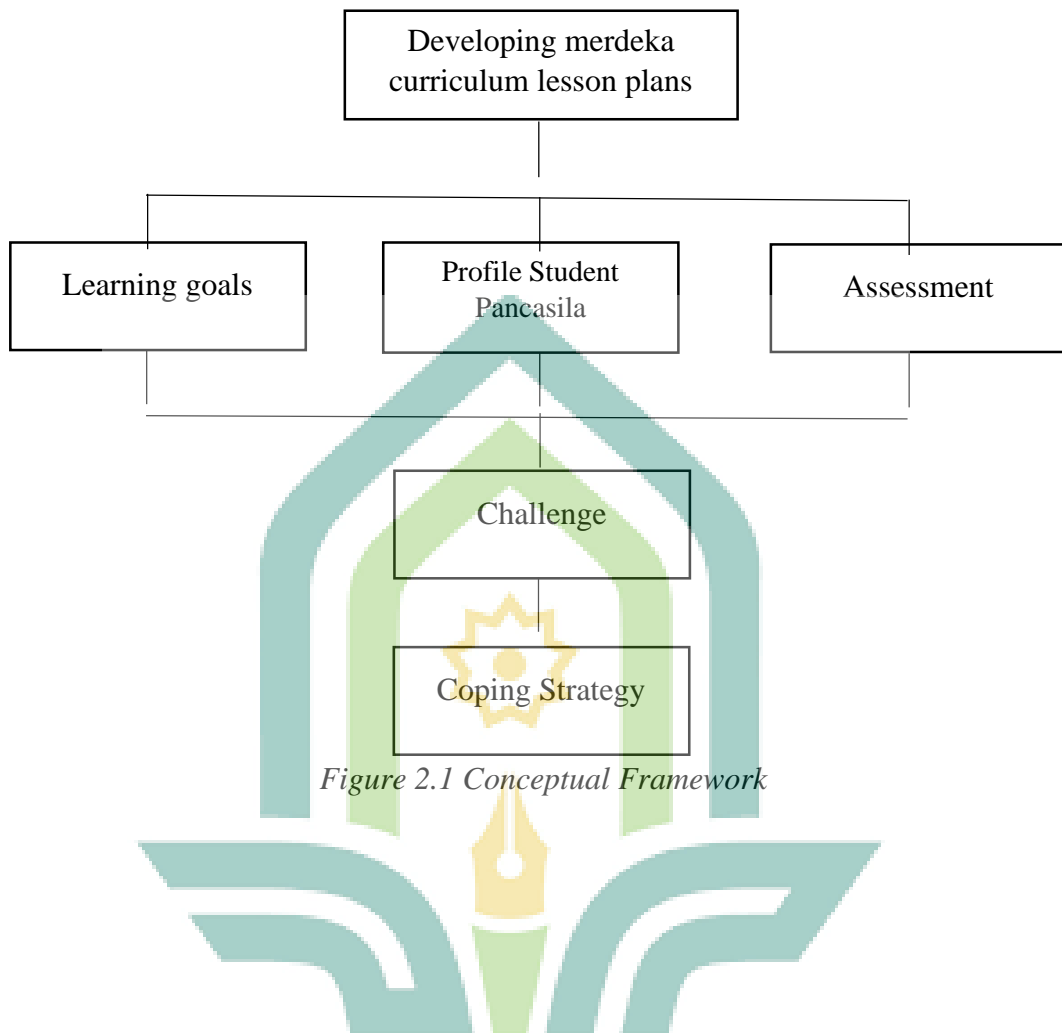 Developing merdeka
curriculum lesson plans
Learning goals
Profile Student
Pancasila
Assessment
Challenge
Coping Strategy
Figure 2.1 Conceptual Framework